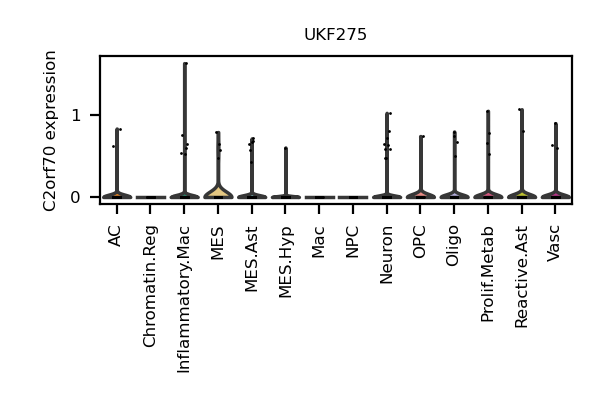 UKF275
C2orf70 expression
1
0
AC
Chromatin.Reg
Inflammatory.Mac
MES
MES.Ast
MES.Hyp
Mac
NPC
Neuron
OPC
Oligo
Prolif.Metab
Reactive.Ast
Vasc